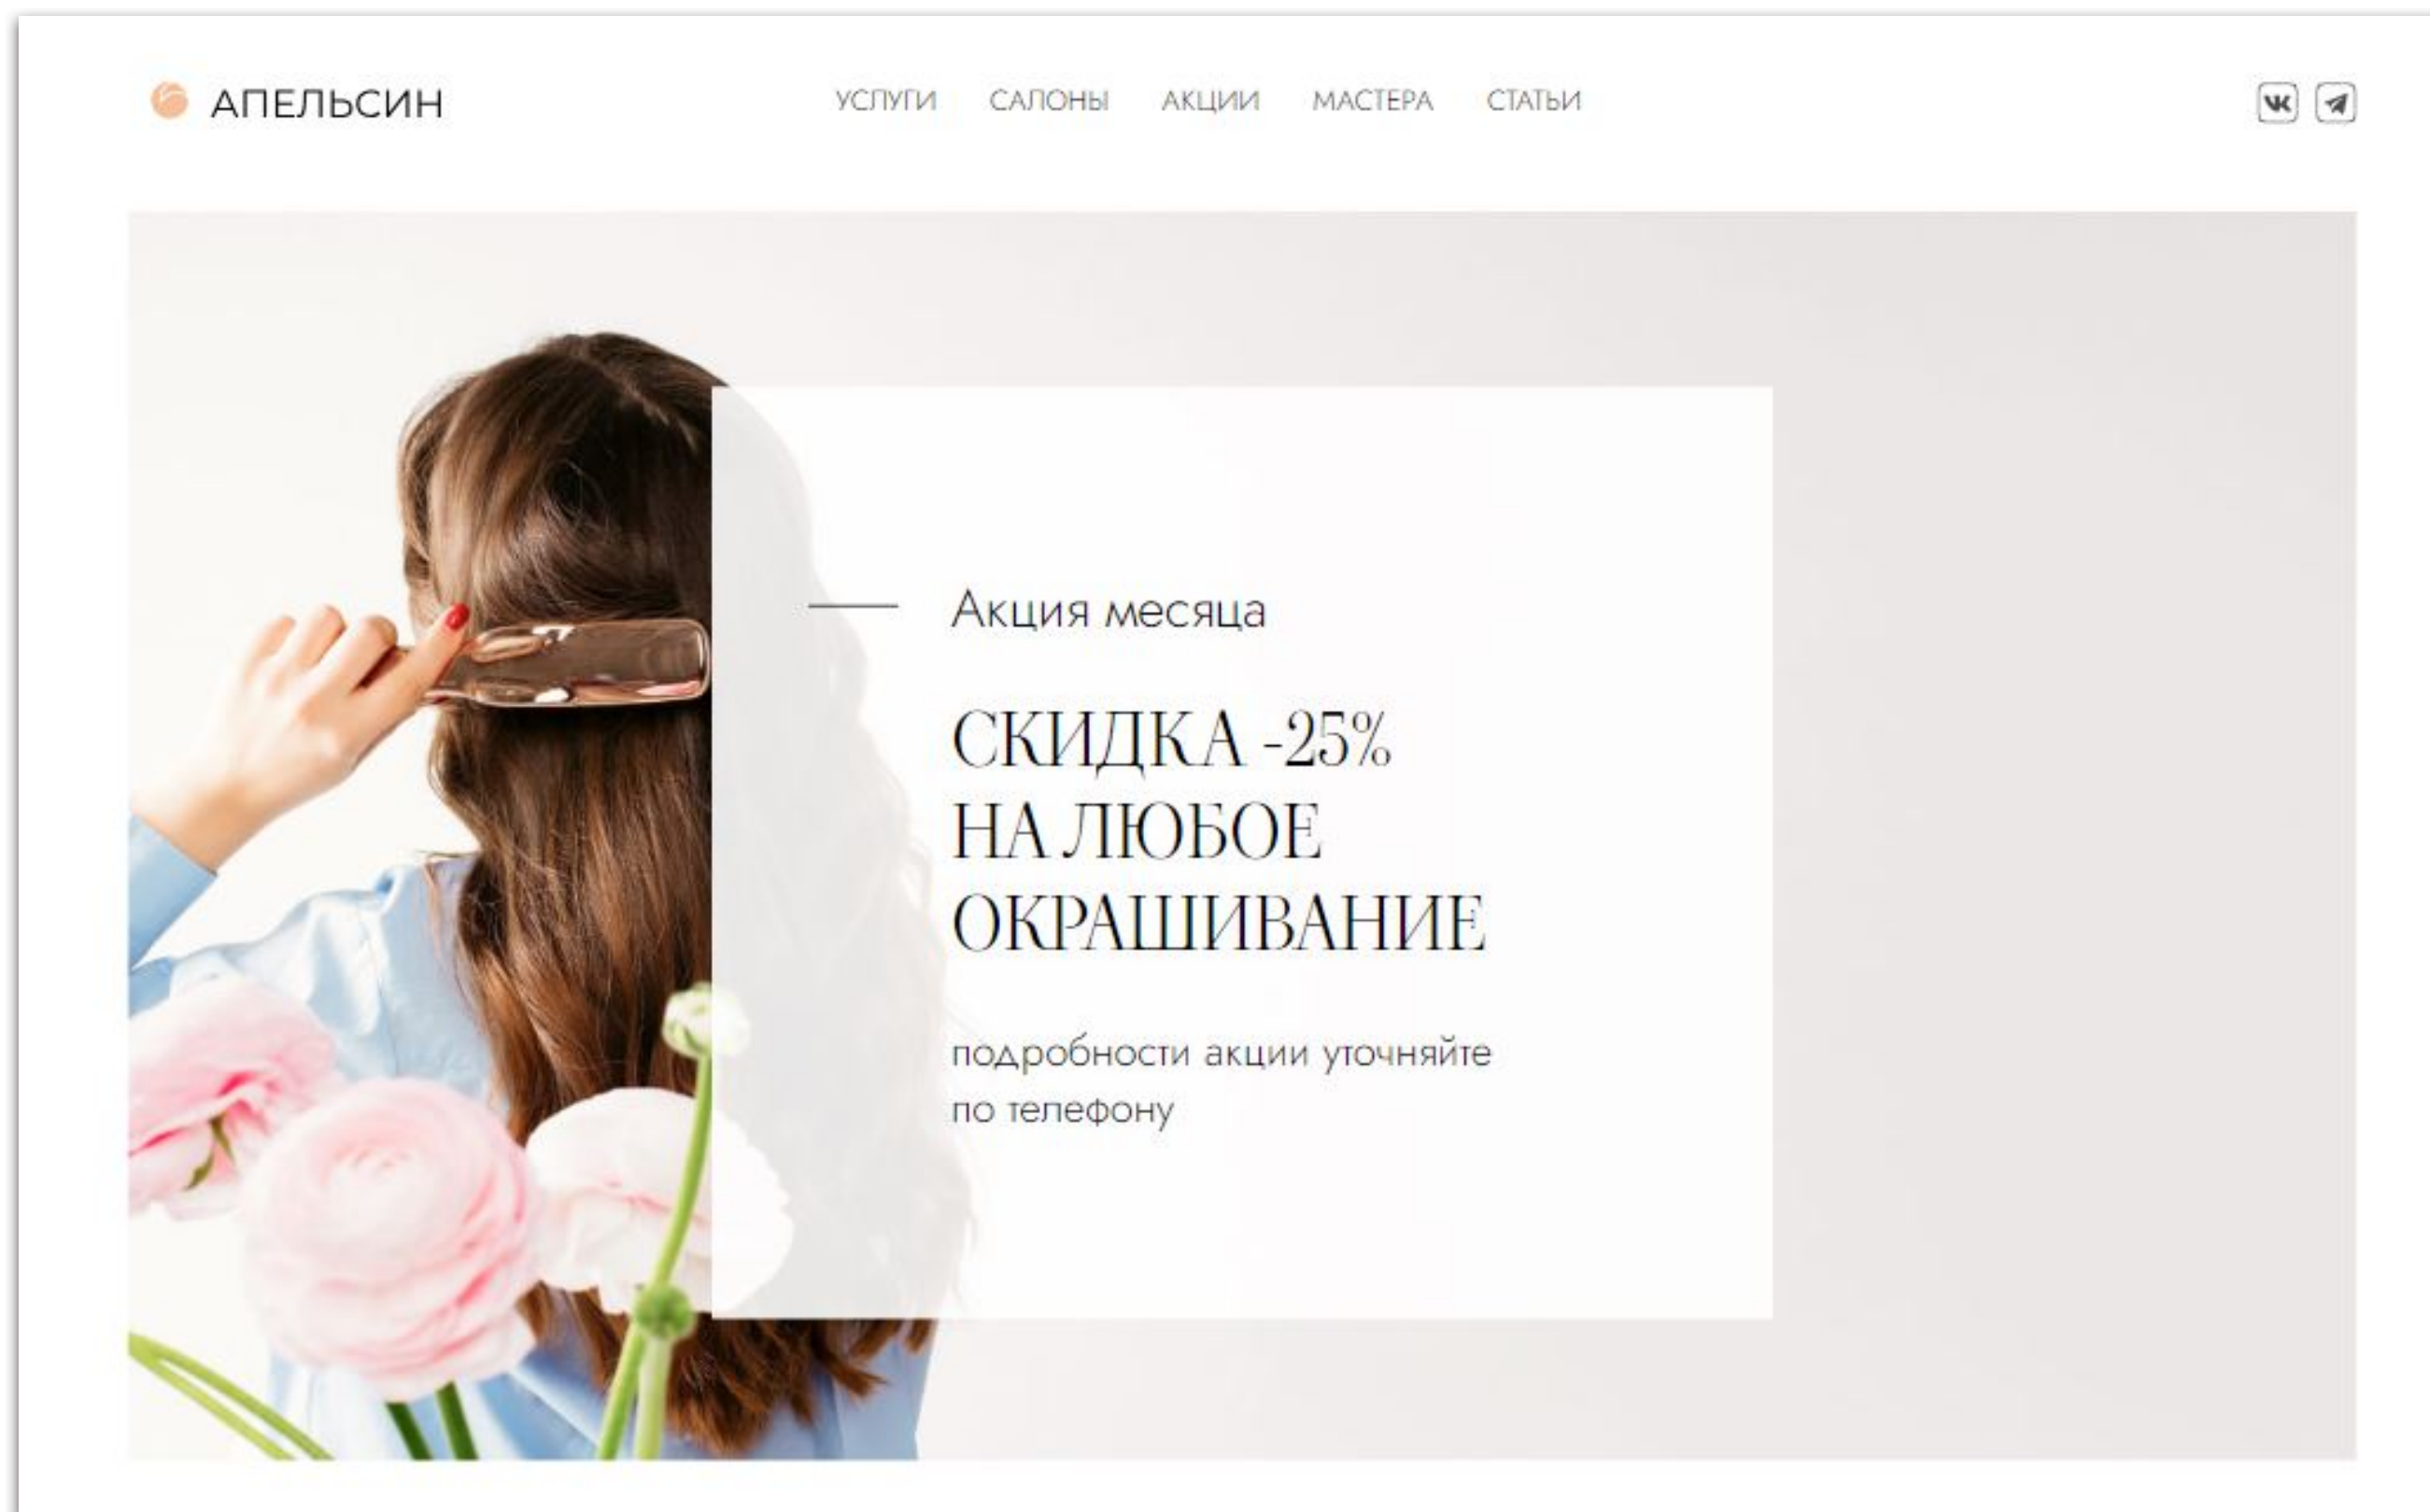 АПЕЛЬСИН
УСЛУГИ САЛОНЫ АКЦИИ МАСТЕРА СТАТЬИ
Акция месяца
СКИДКА -25%
НА ЛЮБОЕ
ОКРАШИВАНИЕ
подробности акции уточняйте
по телефону